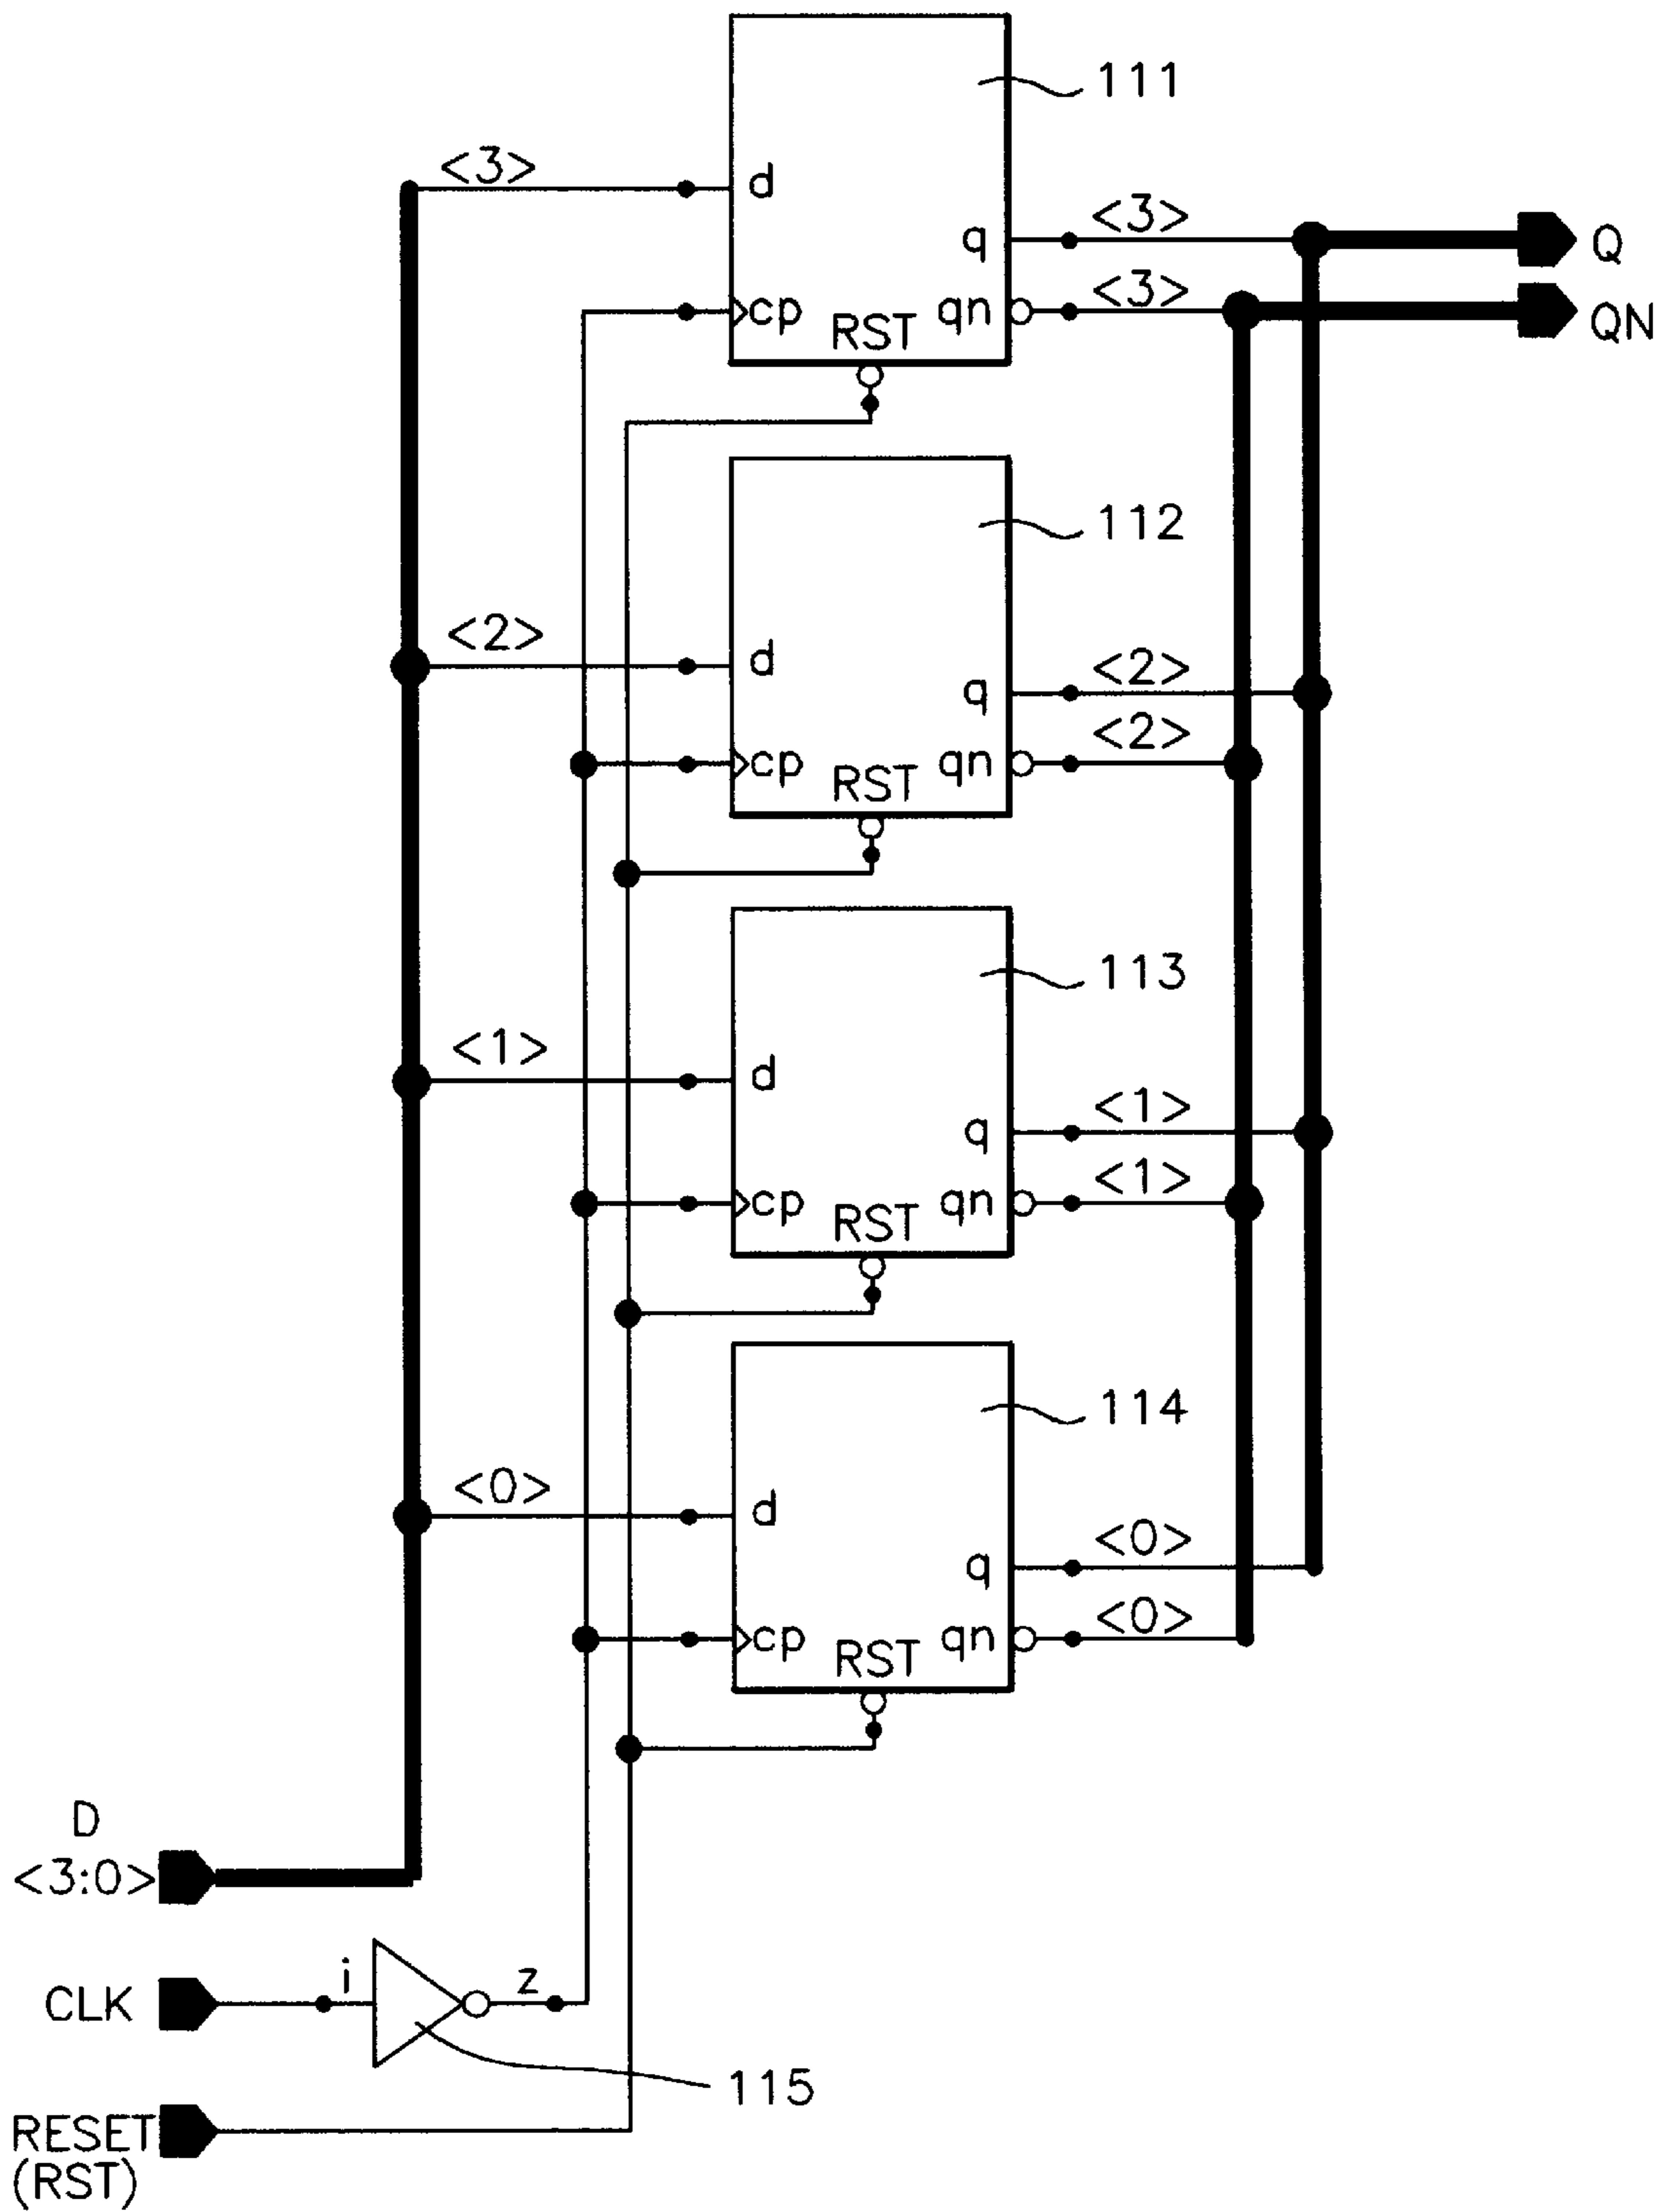 111
<3>
d
<3>
q
Q
<3>
cp
qn
QN
RST
112
<2>
d
<2>
q
<2>
cp
qn
RST
113
<1>
d
<1>
q
<1>
cp
qn
RST
114
<0>
d
<0>
q
<0>
cp
qn
RST
D
<3:0>
i
z
CLK
115
RESET
(RST)